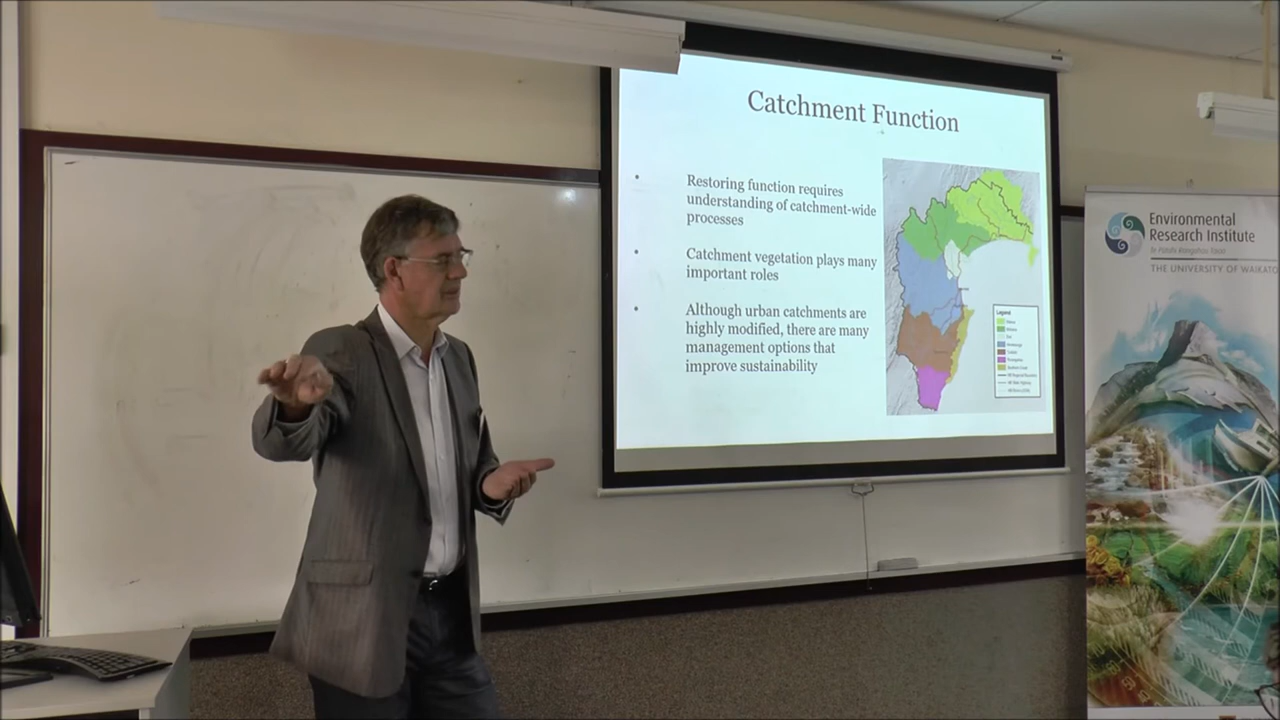 Catchment Function
• Restoring function requires
understanding of catchment-wide
processes
• Catchment vegetation plays many
important roles
• Although urban catchments are
highly modified, there are many
management options that
improve sustainability
Legend
Environmental
Research Institute
THE UNIVERSITY OF WAIKATO